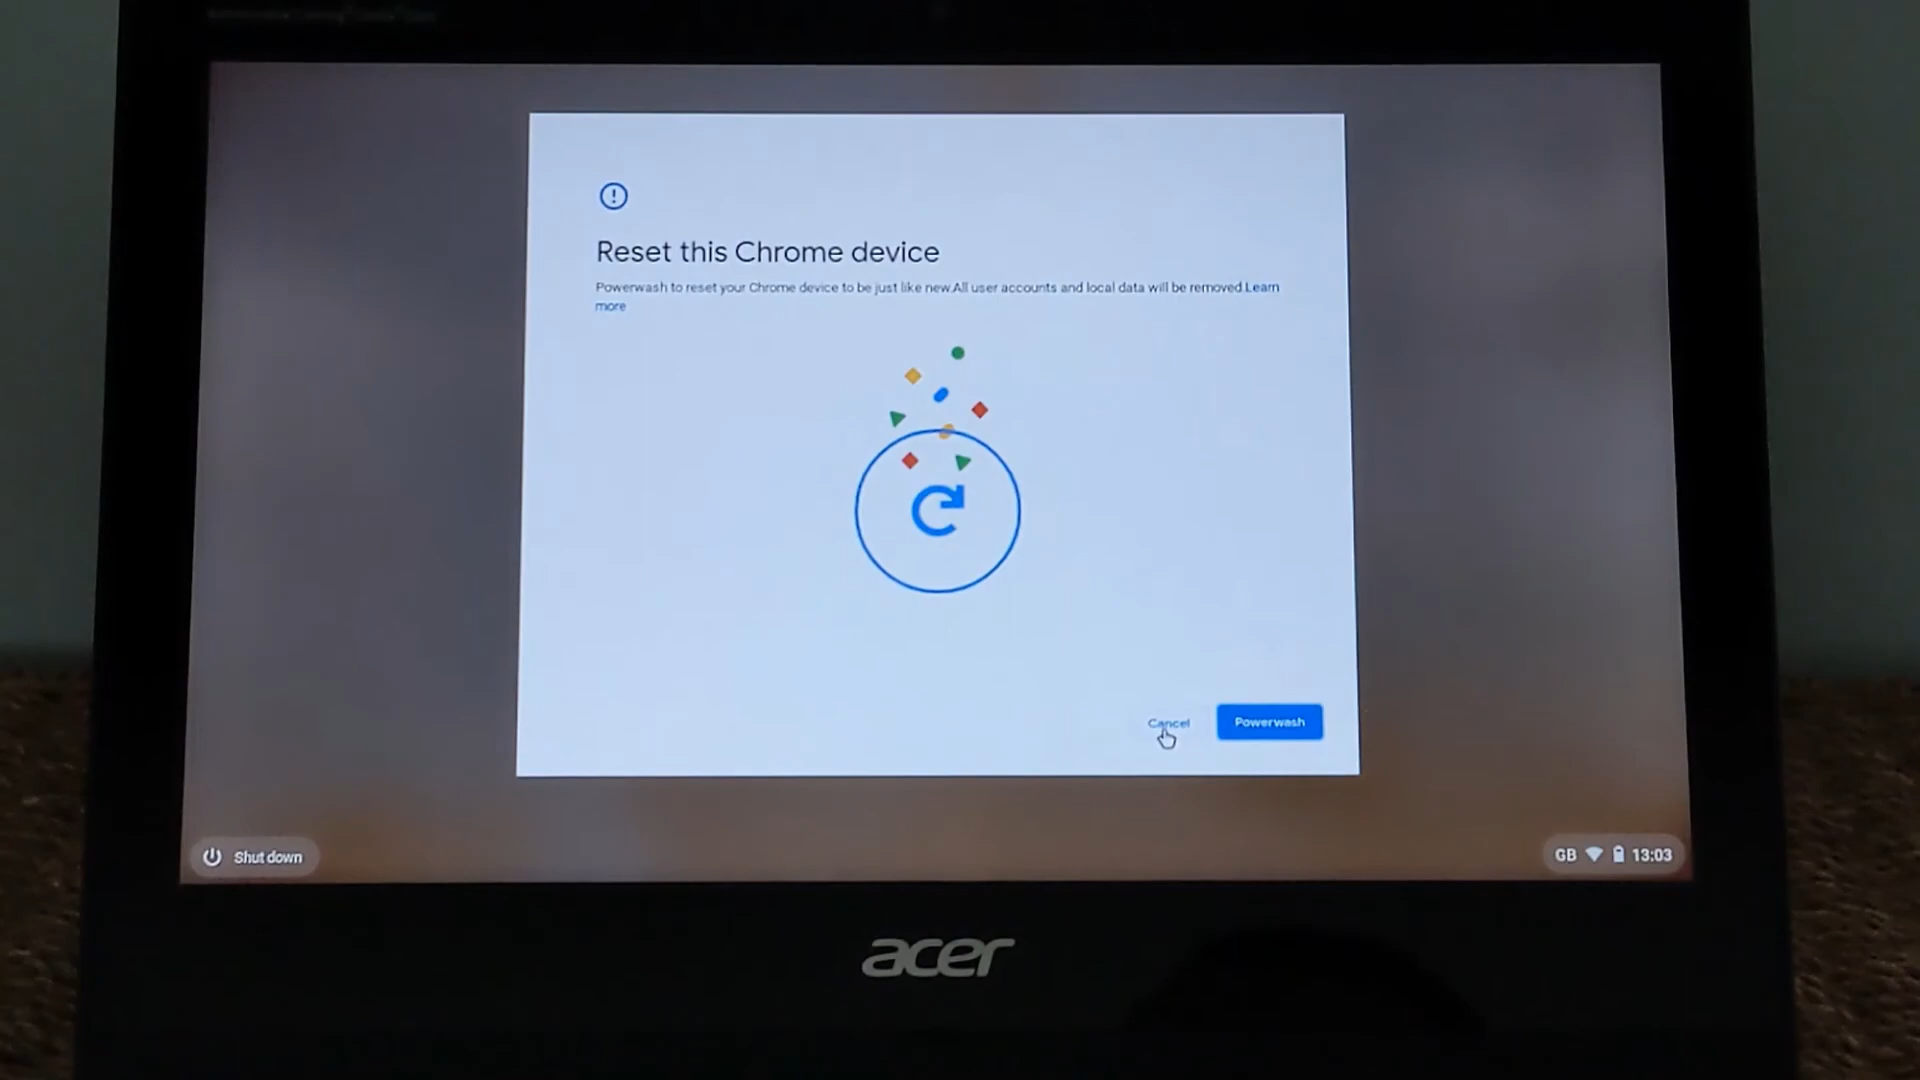 Reset this Chrome device
Powerwash to reset your Chrome device to be just like new.All user accounts and local data will be removed.Learn
more
Cancel
Powerwash
Shut down
GB 13:03
acer